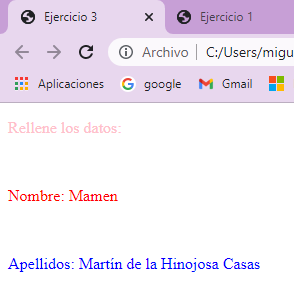 Ejercicio 3
Ejercicio 1
Archivo | C:/Users/migu
Aplicaciones google Gmail
Rellene los datos:
Nombre: Mamen
Apellidos: Martín de la Hinojosa Casas